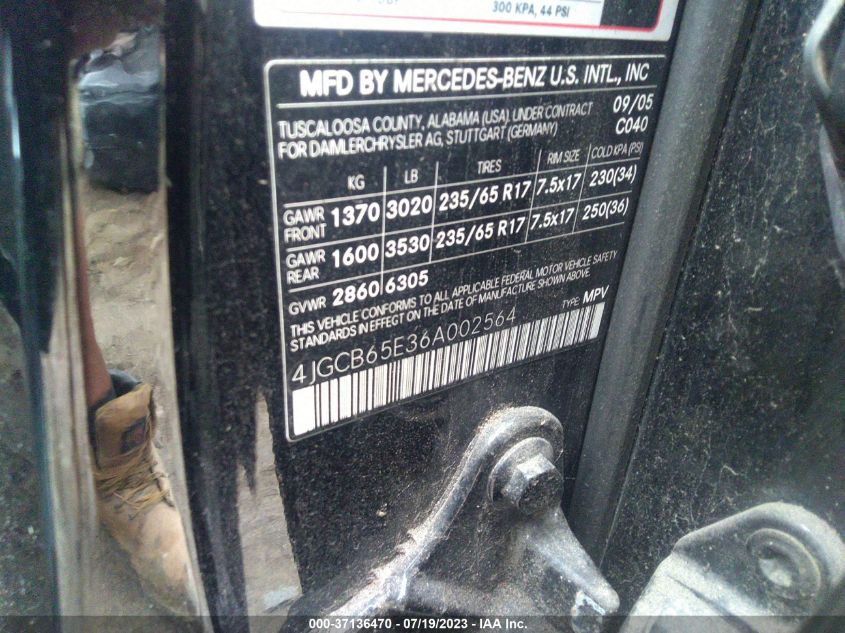 300 KPA, 44 PSI
MFD BY MERCEDES-BENZ U.S. INTL., INC
TUSCALOOSA COUNTY, ALABAMA (USA), UNDER CONTRACT 09/05
FOR DAIMLERCHRYSLER AG, STUTTGART (GERMANY) C040
KG LB TIRES RIM SIZE COLD KPA (PSI)
GAWR FRONT 1370 3020 235/65 R17 7.5x17 230(34)
GAWR REAR 1600 3530 235/65 R17 7.5x17 250(36)
GVWR 2860 6305
THIS VEHICLE CONFORMS TO ALL APPLICABLE FEDERAL MOTOR VEHICLE SAFETY
STANDARDS IN EFFECT ON THE DATE OF MANUFACTURE SHOWN ABOVE.
TYPE: MPV
4JGCB65E36A002564
000-37136470 - 07/19/2023 - IAA Inc.